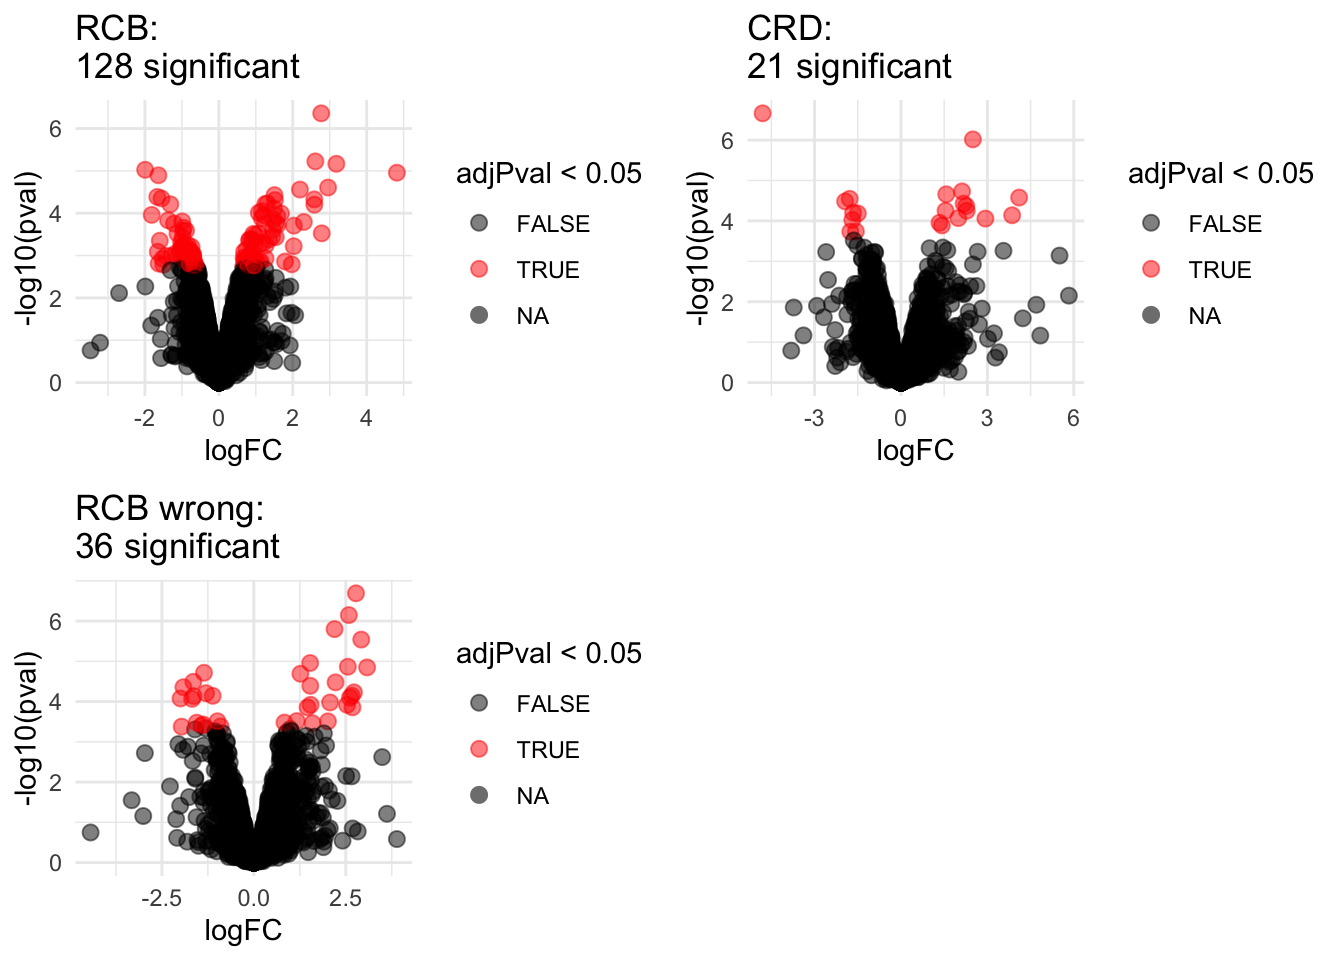 RCB:
128 significant
-log10(pval)
6
4
2
0
-2
0
2
4
logFC
adjPval < 0.05
FALSE
TRUE
NA
CRD:
21 significant
-log10(pval)
6
4
2
0
-3
0
3
6
logFC
adjPval < 0.05
FALSE
TRUE
NA
RCB wrong:
36 significant
-log10(pval)
6
4
2
0
-2.5
0.0
2.5
logFC
adjPval < 0.05
FALSE
TRUE
NA